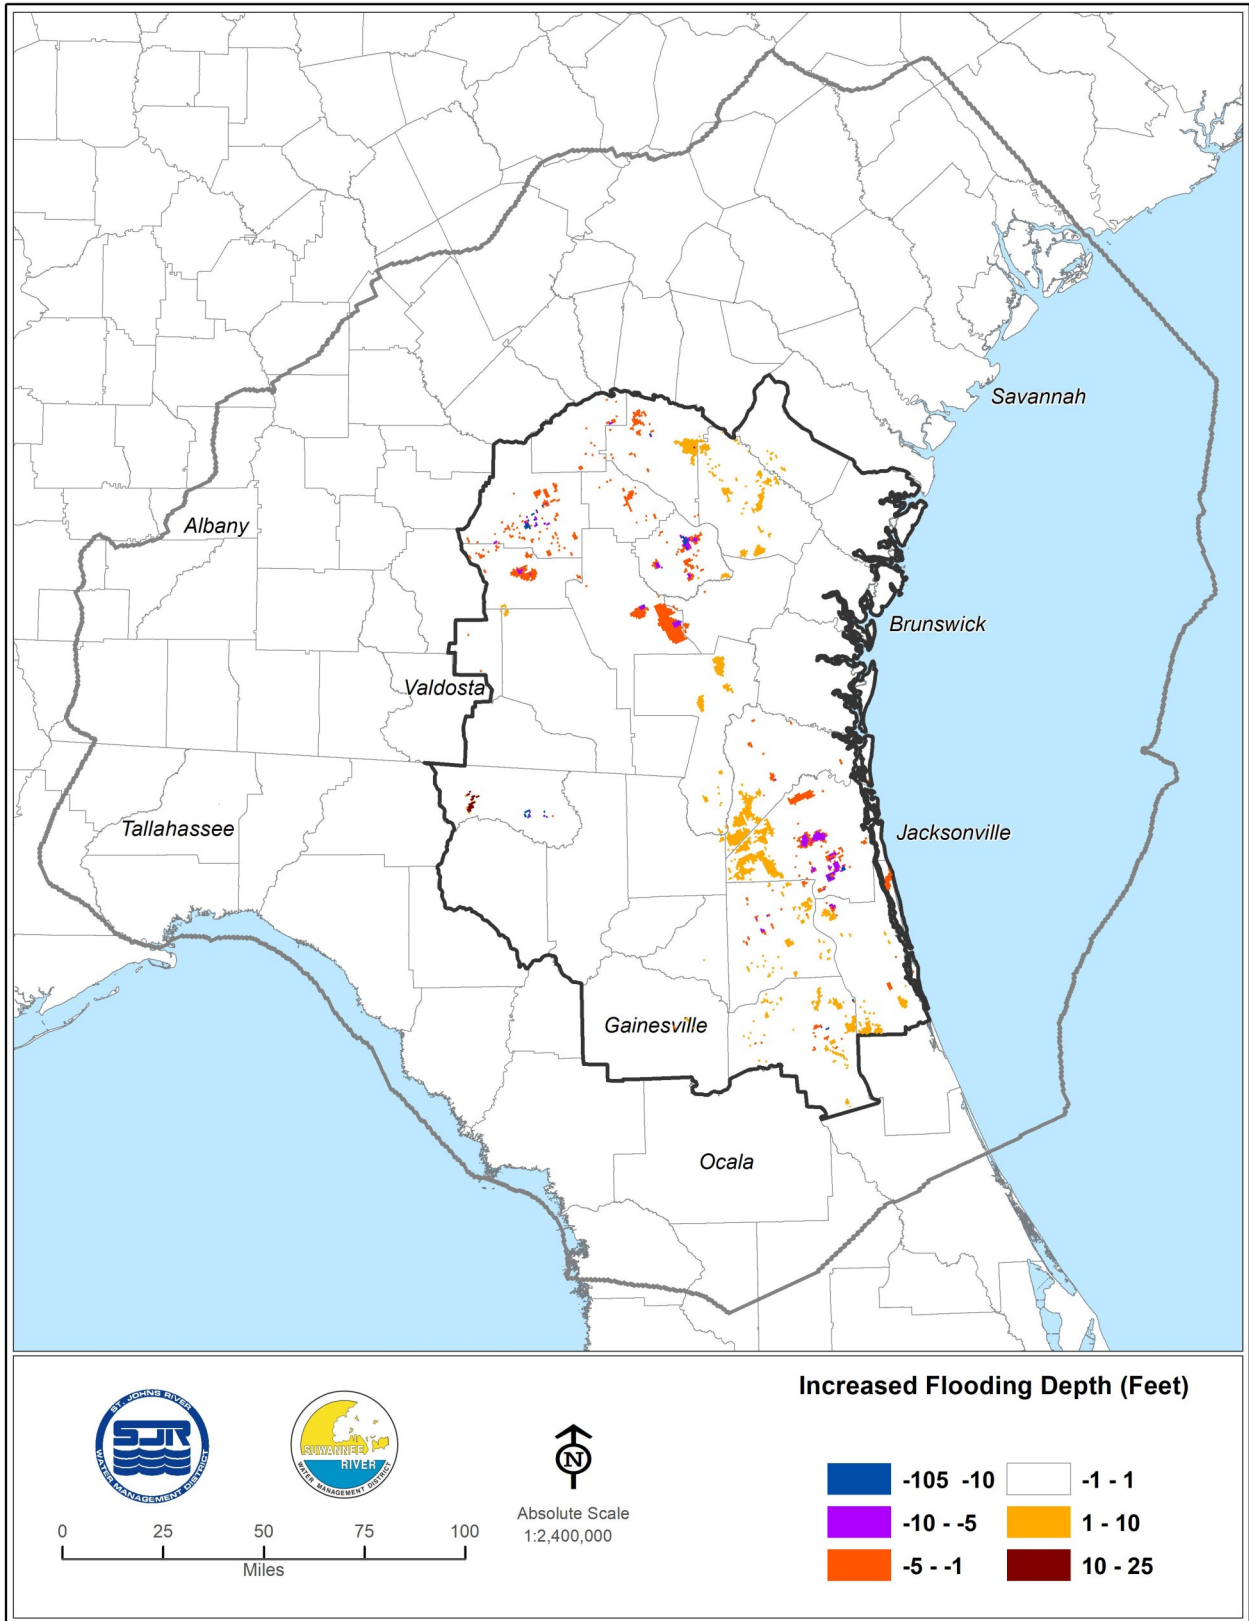 Savannah
Albany
Brunswick
Valdosta
Tallahassee
Jacksonville
Gainesville
Ocala
Increased Flooding Depth (Feet)
ST. JOHNS RIVER
SJR
WATER MANAGEMENT DISTRICT
SUWANNEE
RIVER
WATER MANAGEMENT DISTRICT
N
Absolute Scale
1:2,400,000
0 25 50 75 100
Miles
-105 -10
-1 - 1
-10 - -5
1 - 10
-5 - -1
10 - 25